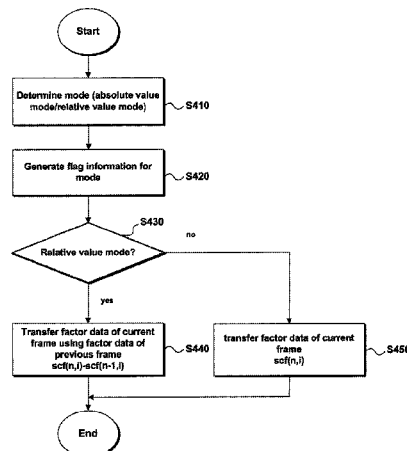 Start
Determine mode (absolute value
mode/relative value mode)
S410
Generate flag information for
mode
S420
S430
Relative value mode?
no
yes
Transfer factor data of current
frame using factor data of
previous frame
scf(n,i)-scf(n-1,i)
S440
transfer factor data of current
frame
scf(n,i)
S450
End